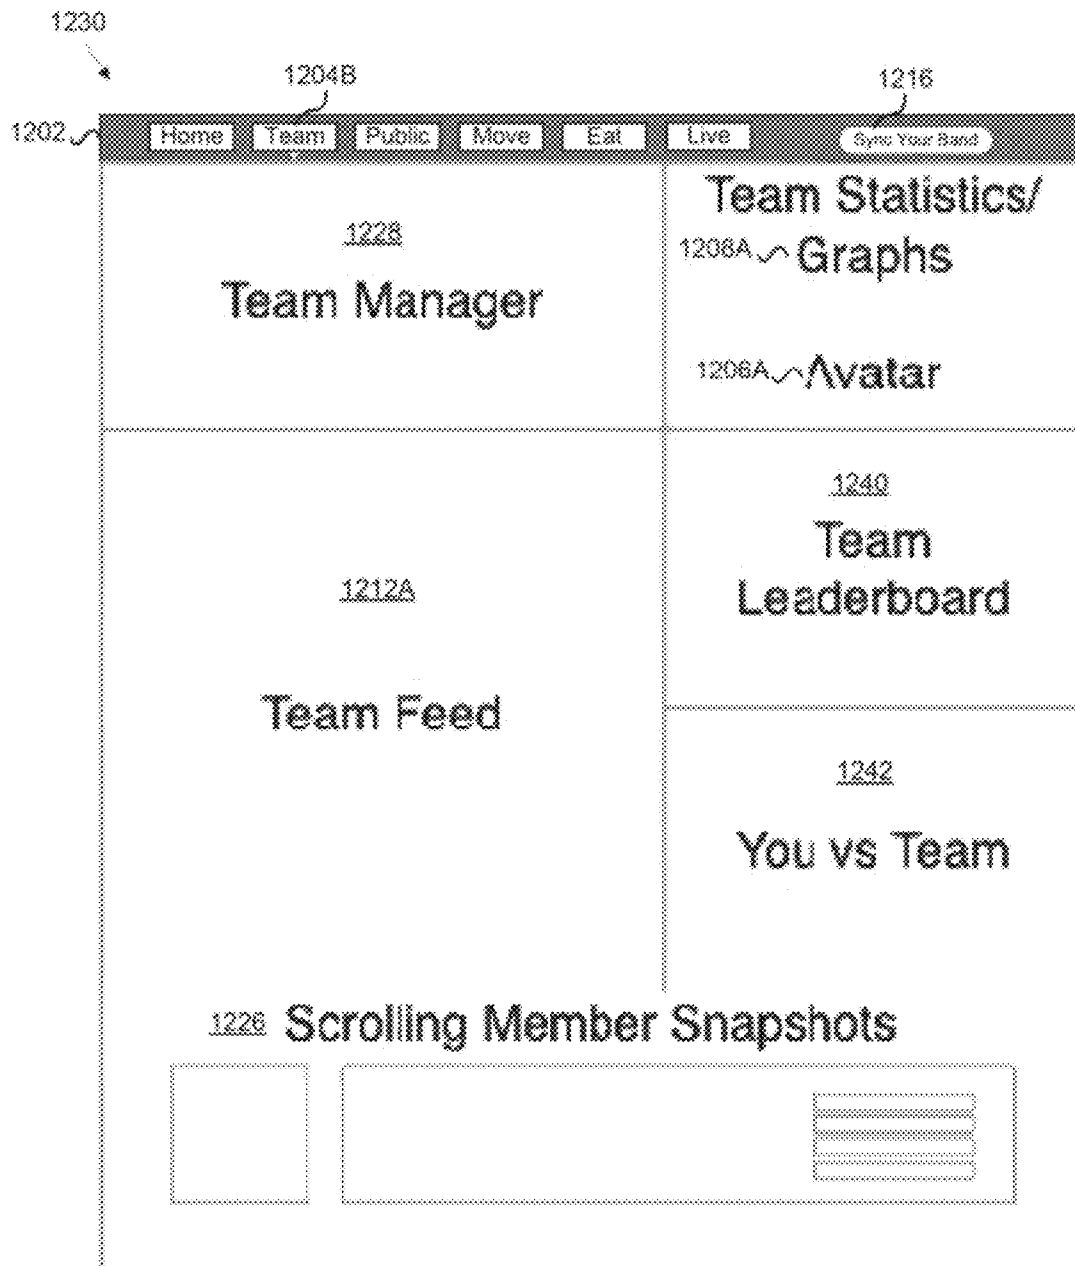 1230
1204B
1216
1202
Home Team Public Move Eat Live Sync Your Band
1228
Team Manager
Team Statistics/
1208A Graphs
1206A Avatar
1240
Team
Leaderboard
1212A
Team Feed
1242
You vs Team
1226 Scrolling Member Snapshots